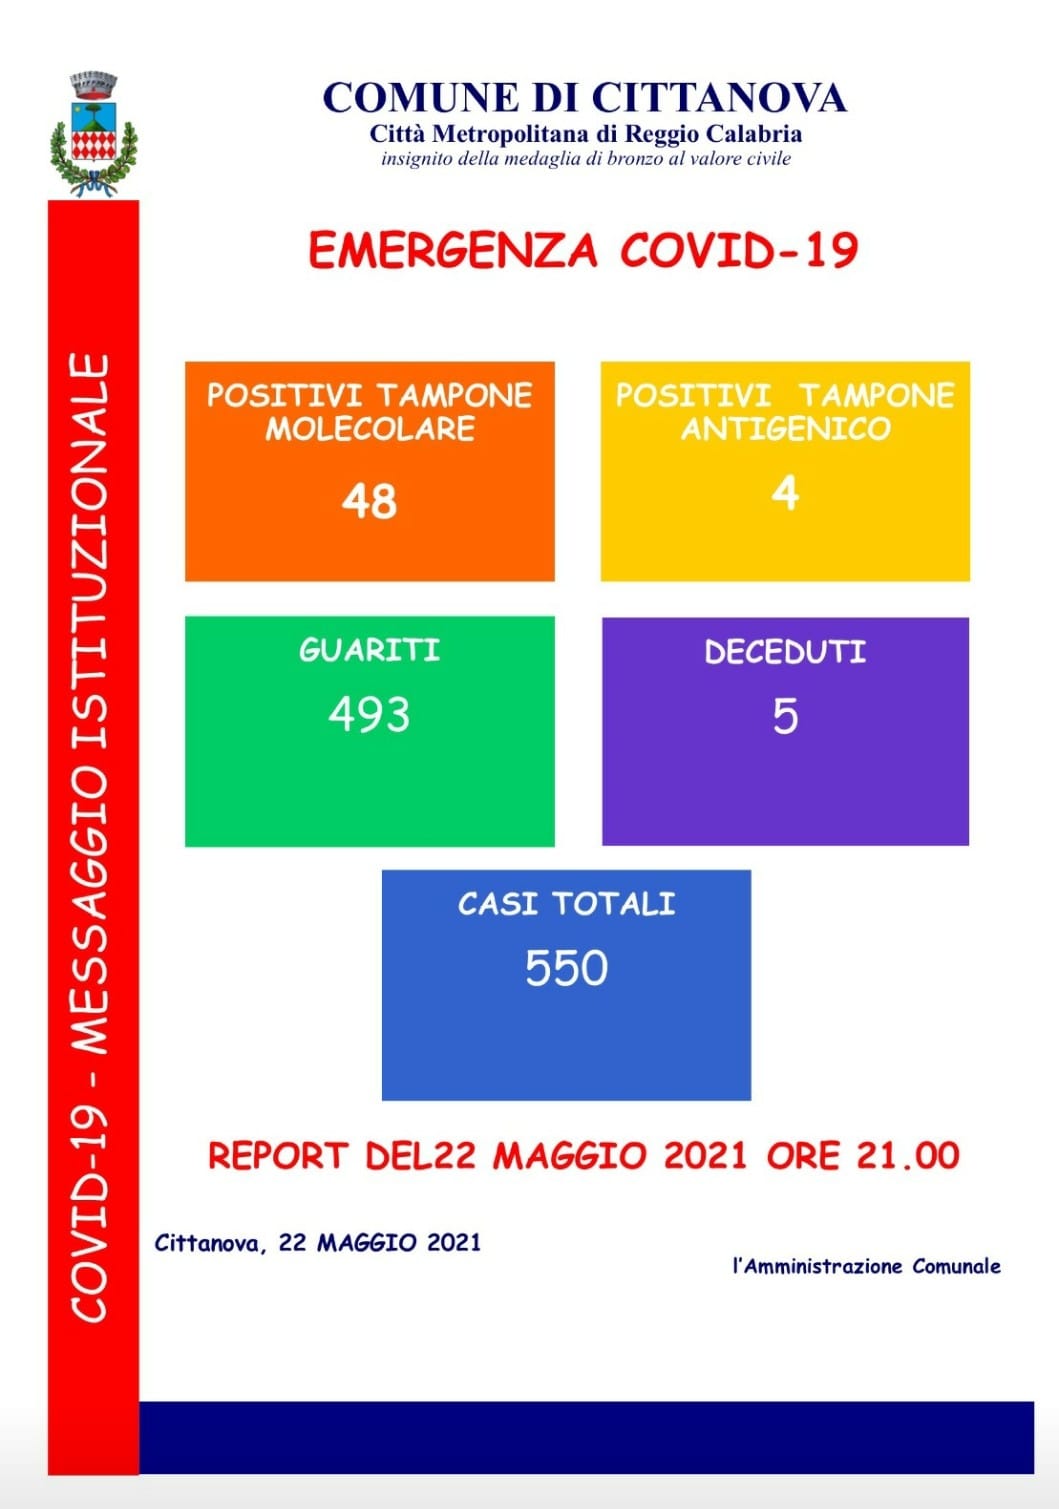 COMUNE DI CITTANOVA
Città Metropolitana di Reggio Calabria
insignito della medaglia di bronzo al valore civile
EMERGENZA COVID-19
COVID-19 - MESSAGGIO ISTITUZIONALE
POSITIVI TAMPONE
MOLECOLARE
48
POSITIVI TAMPONE
ANTIGENICO
4
GUARITI
493
DECEDUTI
5
CASI TOTALI
550
REPORT DEL22 MAGGIO 2021 ORE 21.00
Cittanova, 22 MAGGIO 2021
l'Amministrazione Comunale